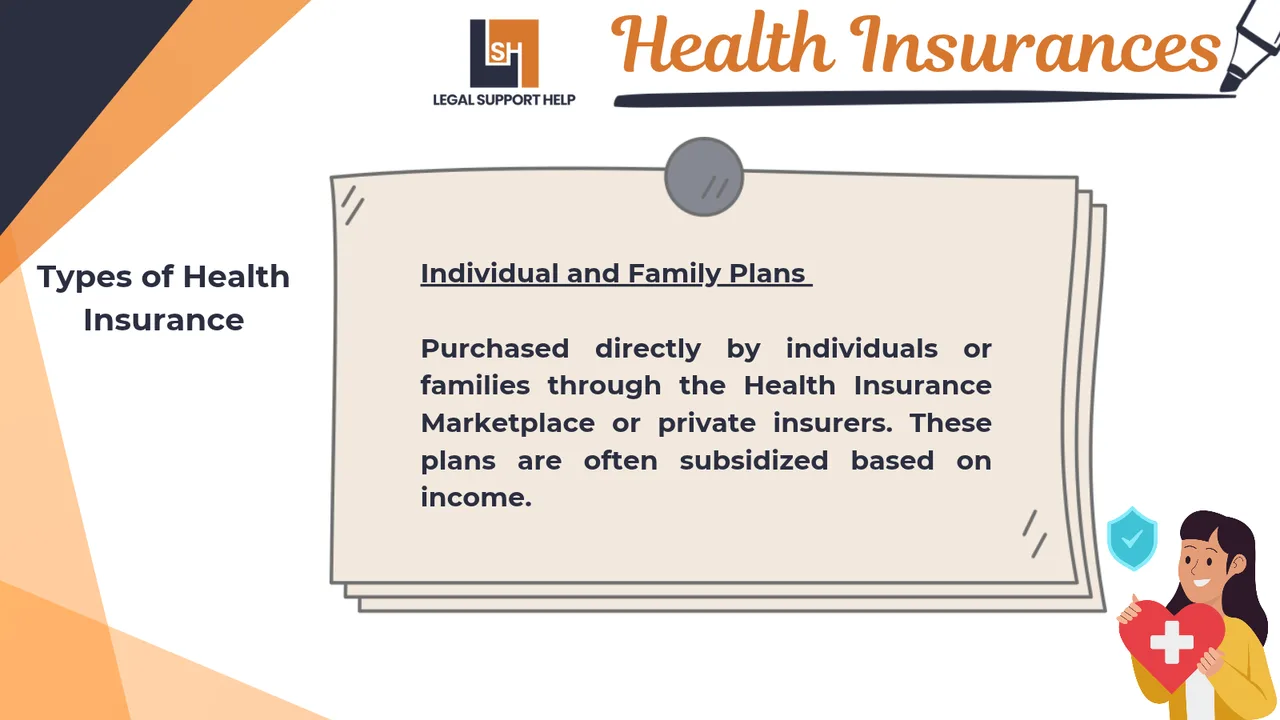 LSH
LEGAL SUPPORT HELP
Health Insurances
Types of Health
Insurance
Individual and Family Plans
Purchased directly by individuals or
families through the Health Insurance
Marketplace or private insurers. These
plans are often subsidized based on
income.